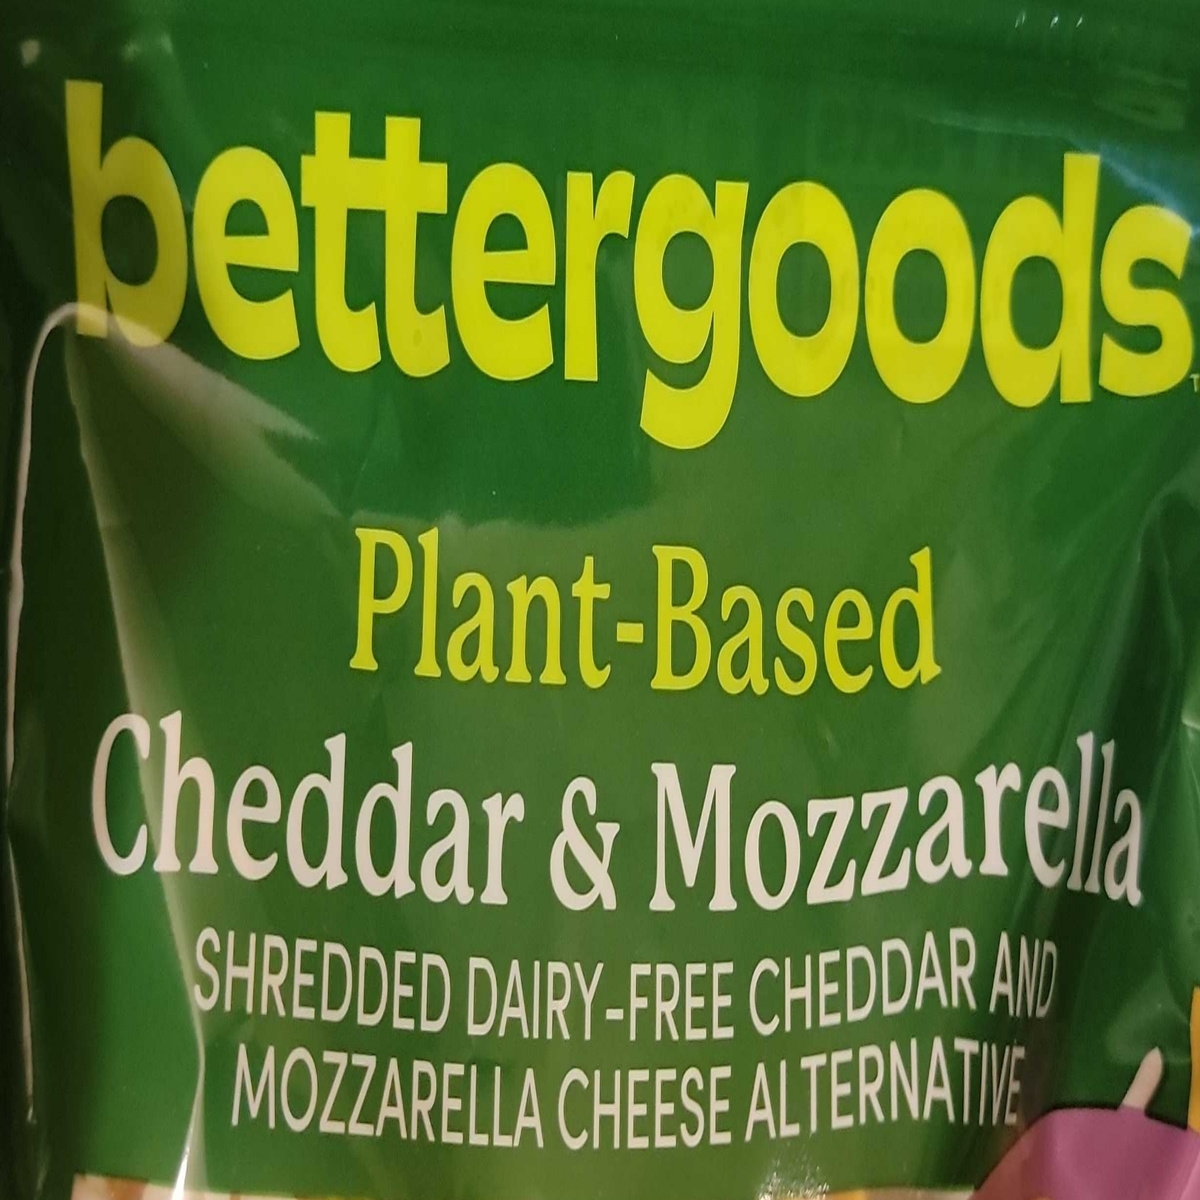 bettergoods
Plant-Based
Cheddar & Mozzarella
SHREDDED DAIRY-FREE CHEDDAR AND
MOZZARELLA CHEESE ALTERNATIVE